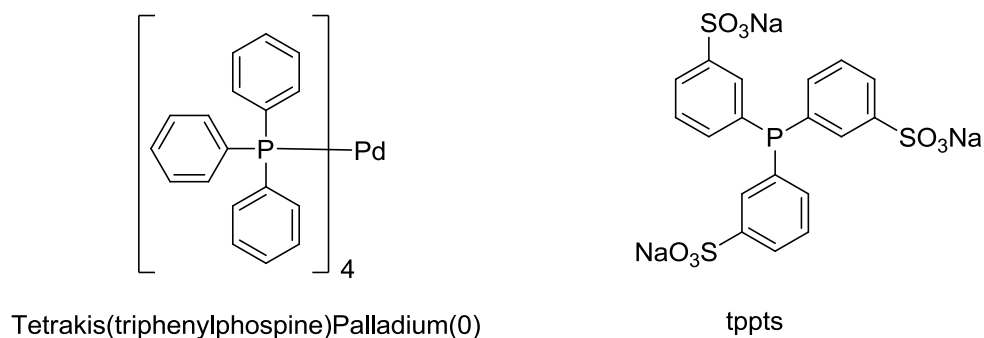 SO3Na
P
Pd
P
SO3Na
NaO3S
4
Tetrakis(triphenylphospine)Palladium(0)
tppts